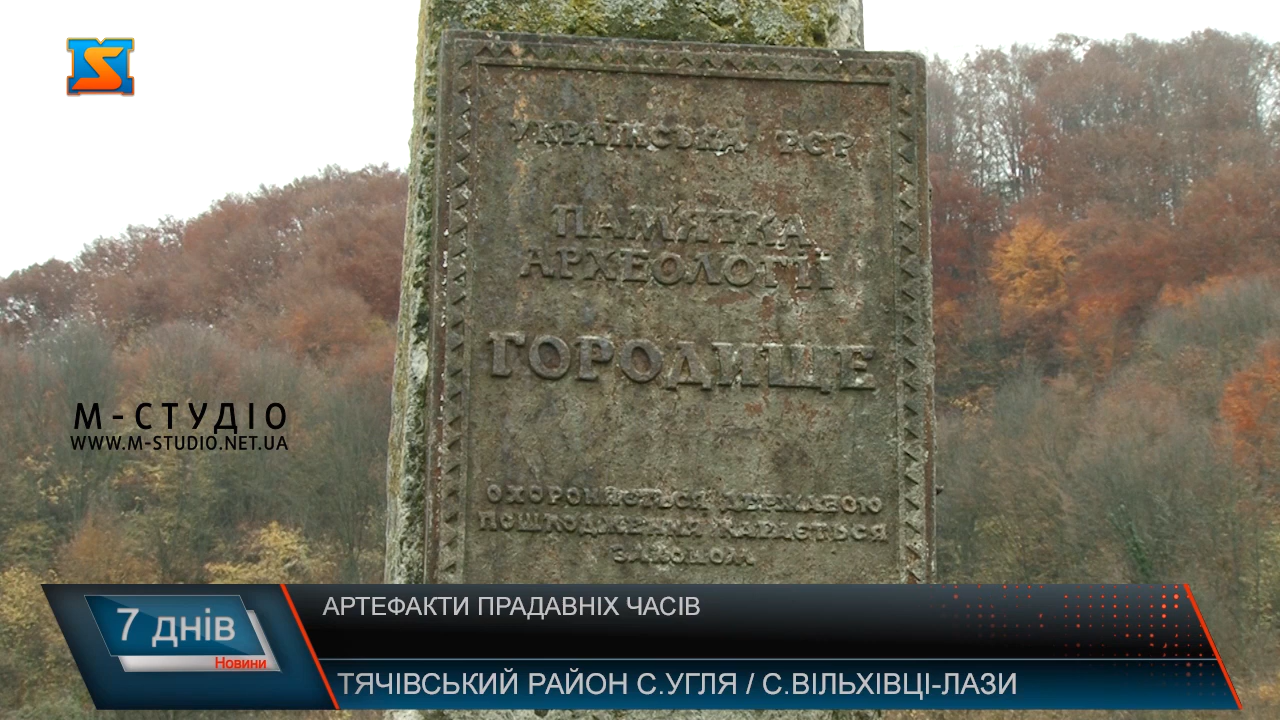 УКРАЇНСЬКА РСР
ПАМ'ЯТКА
АРХЕОЛОГІЇ
ГОРОДИЩЕ
ОХОРОНЯЄТЬСЯ ДЕРЖАВОЮ
ПОШКОДЖЕННЯ КАРАЄТЬСЯ
ЗАКОНОМ
М-СТУДІО
WWW.M-STUDIO.NET.UA
7 днів
Новини
АРТЕФАКТИ ПРАДАВНІХ ЧАСІВ
ТЯЧІВСЬКИЙ РАЙОН С.УГЛЯ / С.ВІЛЬХІВЦІ-ЛАЗИ